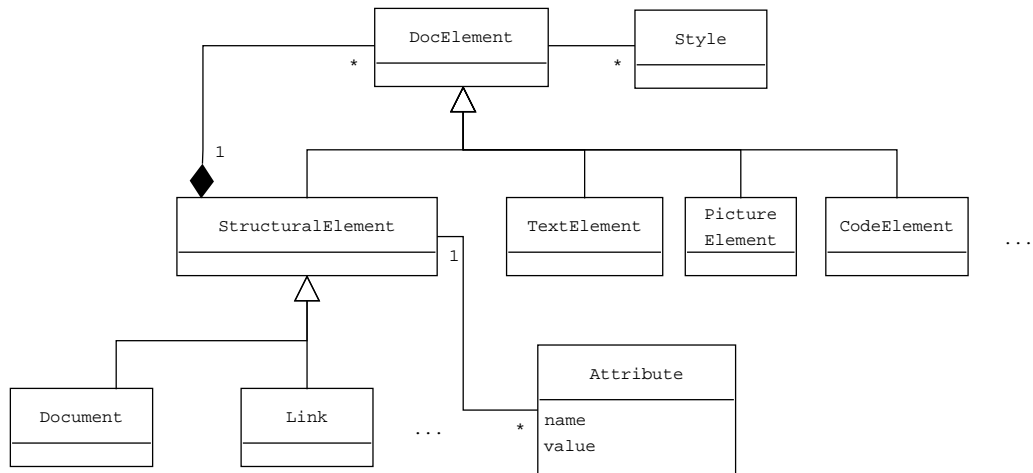 DocElement
Style
*
*
1
StructuralElement
TextElement
Picture
Element
CodeElement
...
1
Attribute
Document
Link
...
*
name
value